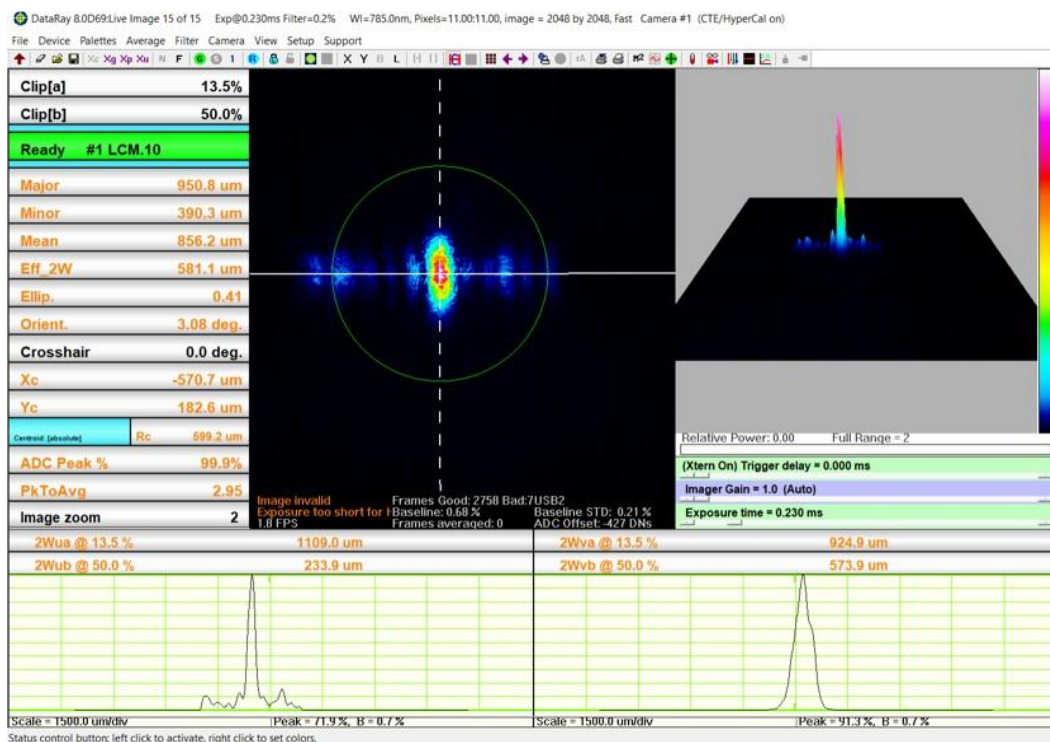 DataRay 8.0D69:Live Image 15 of 15 Exp@0.230ms Filter=0.2% Wl=785.0nm, Pixels=11.00:11.00, image = 2048 by 2048, Fast Camera #1 (CTE/HyperCal on)
File Device Palettes Average Filter Camera View Setup Support
Xc Xg Xp Xu N F G S 1 R X Y B L M²
Clip[a] 13.5%
Clip[b] 50.0%
Ready #1 LCM.10
Major 950.8 um
Minor 390.3 um
Mean 856.2 um
Eff_2W 581.1 um
Ellip. 0.41
Orient. 3.08 deg.
Crosshair 0.0 deg.
Xc -570.7 um
Yc 182.6 um
Centroid: [absolute] Rc 599.2 um
ADC Peak % 99.9%
PkToAvg 2.95
Image zoom 2
Image invalid
Exposure too short for H
1.8 FPS
Frames Good: 2758 Bad:7USB2
Baseline: 0.68 %
Frames averaged: 0
Baseline STD: 0.21 %
ADC Offset: -427 DNs
Relative Power: 0.00 Full Range = 2
(Xtern On) Trigger delay = 0.000 ms
Imager Gain = 1.0 (Auto)
Exposure time = 0.230 ms
2Wua @ 13.5 % 1109.0 um
2Wub @ 50.0 % 233.9 um
2Wva @ 13.5 % 924.9 um
2Wvb @ 50.0 % 573.9 um
Scale = 1500.0 um/div Peak = 71.9 %, B = 0.7 %
Scale = 1500.0 um/div Peak = 91.3 %, B = 0.7 %
Status control button: left click to activate, right click to set colors.